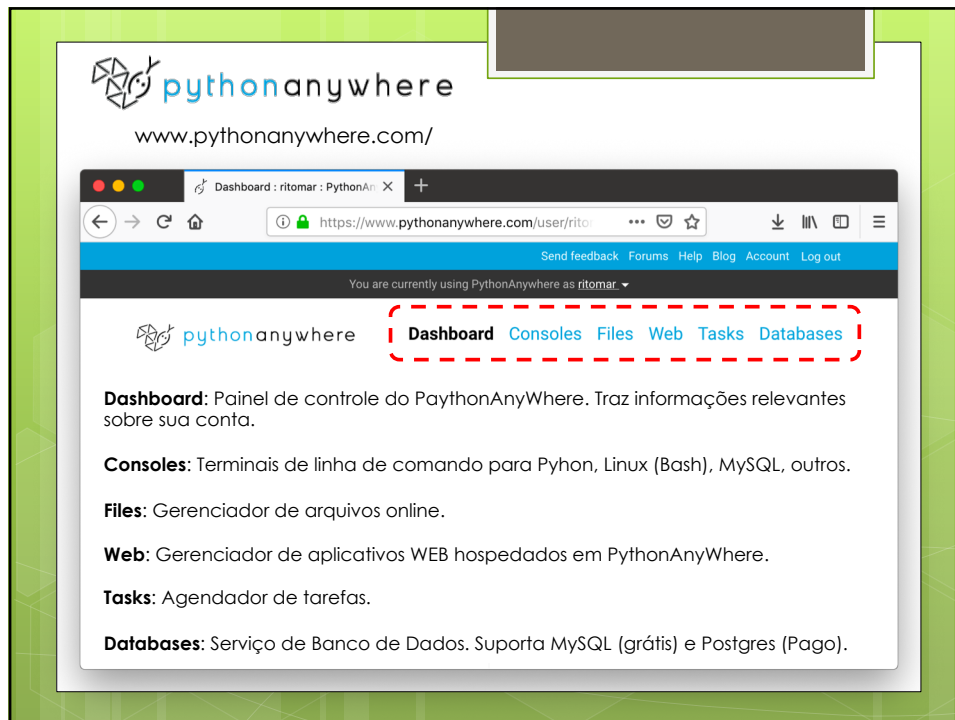 pythonanywhere
www.pythonanywhere.com/
Dashboard : ritomar : PythonAn
https://www.pythonanywhere.com/user/rito
Send feedback Forums Help Blog Account Log out
You are currently using PythonAnywhere as ritomar
pythonanywhere Dashboard Consoles Files Web Tasks Databases
Dashboard: Painel de controle do PaythonAnyWhere. Traz informações relevantes
sobre sua conta.
Consoles: Terminais de linha de comando para Pyhon, Linux (Bash), MySQL, outros.
Files: Gerenciador de arquivos online.
Web: Gerenciador de aplicativos WEB hospedados em PythonAnyWhere.
Tasks: Agendador de tarefas.
Databases: Serviço de Banco de Dados. Suporta MySQL (grátis) e Postgres (Pago).